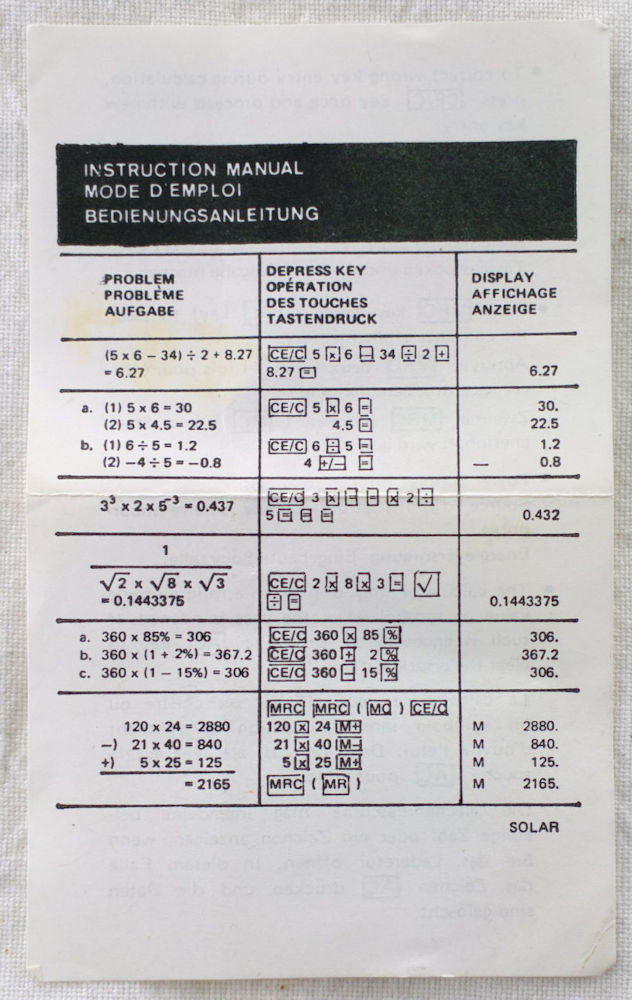 INSTRUCTION MANUAL
MODE D'EMPLOI
BEDIENUNGSANLEITUNG
PROBLEM
PROBLÈME
AUFGABE
DEPRESS KEY
OPÉRATION
DES TOUCHES
TASTENDRUCK
DISPLAY
AFFICHAGE
ANZEIGE
(5 x 6 – 34) ÷ 2 + 8.27 CE/C 5 x 6 – 34 ÷ 2 +
= 6.27 8.27 = 6.27
a. (1) 5 x 6 = 30 CE/C 5 x 6 = 30.
(2) 5 x 4.5 = 22.5 4.5 = 22.5
b. (1) 6 ÷ 5 = 1.2 CE/C 6 ÷ 5 = 1.2
(2) –4 ÷ 5 = –0.8 4 +/– = — 0.8
3³ x 2 x 5⁻³ = 0.437 CE/C 3 x = = x 2 ÷
5 = = = 0.432
1
√2 x √8 x √3 CE/C 2 x 8 x 3 = √
= 0.1443375 ÷ = 0.1443375
a. 360 x 85% = 306 CE/C 360 x 85 % 306.
b. 360 x (1 + 2%) = 367.2 CE/C 360 + 2 % 367.2
c. 360 x (1 – 15%) = 306 CE/C 360 – 15 % 306.
MRC MRC ( MC ) CE/C
120 x 24 = 2880 120 x 24 M+ M 2880.
–) 21 x 40 = 840 21 x 40 M– M 840.
+) 5 x 25 = 125 5 x 25 M+ M 125.
= 2165 MRC ( MR ) M 2165.
SOLAR